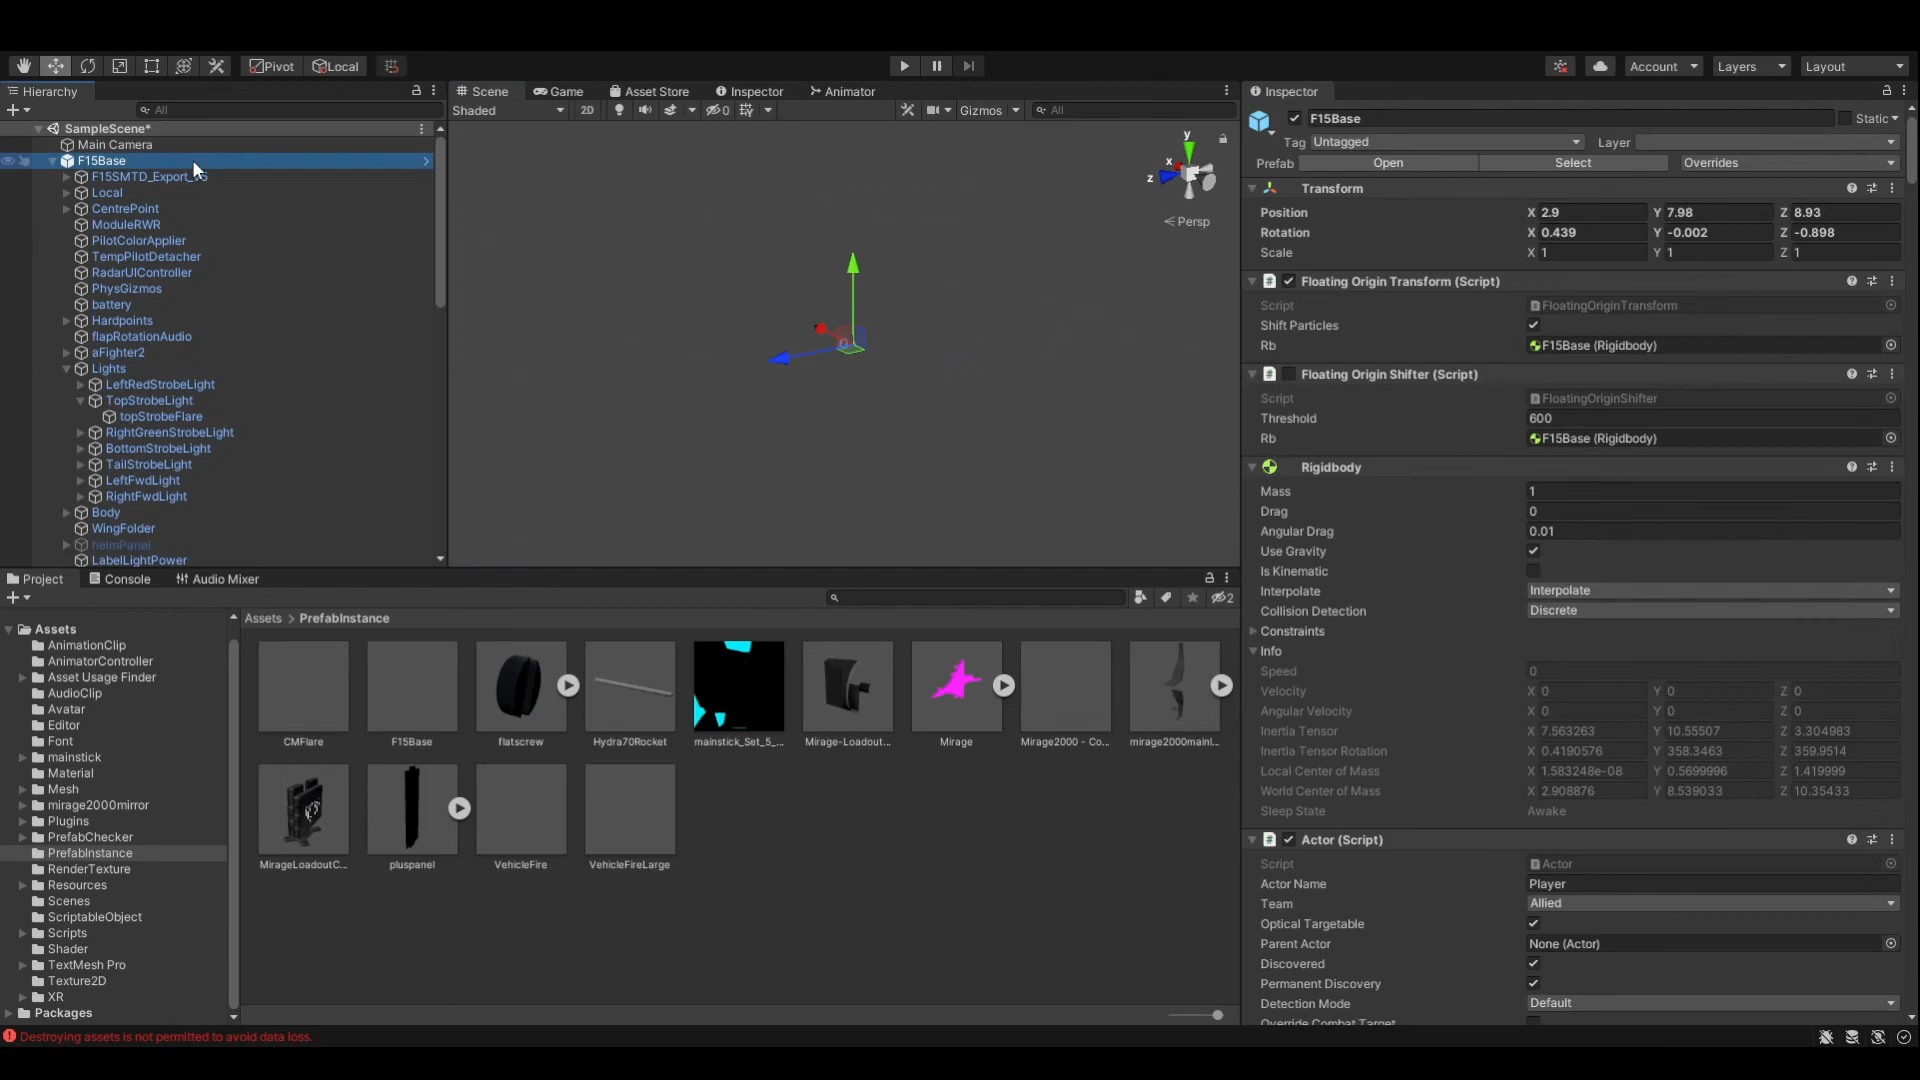 Pivot
Local
Account
Layers
Layout
Hierarchy
All
SampleScene*
Main Camera
F15Base
F15SMTD_Export_
Local
CentrePoint
ModuleRWR
PilotColorApplier
TempPilotDetacher
RadarUIController
PhysGizmos
battery
Hardpoints
flapRotationAudio
aFighter2
Lights
LeftRedStrobeLight
TopStrobeLight
topStrobeFlare
RightGreenStrobeLight
BottomStrobeLight
TailStrobeLight
LeftFwdLight
RightFwdLight
Body
WingFolder
helmPanel
LabelLightPower
Scene
Game
Asset Store
Inspector
Animator
Shaded
2D
0
Gizmos
All
y
x
z
Persp
Inspector
F15Base
Static
Tag Untagged
Layer
Prefab Open Select Overrides
Transform
Position X 2.9 Y 7.98 Z 8.93
Rotation X 0.439 Y -0.002 Z -0.898
Scale X 1 Y 1 Z 1
Floating Origin Transform (Script)
Script FloatingOriginTransform
Shift Particles
Rb F15Base (Rigidbody)
Floating Origin Shifter (Script)
Script FloatingOriginShifter
Threshold 600
Rb F15Base (Rigidbody)
Rigidbody
Mass 1
Drag 0
Angular Drag 0.01
Use Gravity
Is Kinematic
Interpolate Interpolate
Collision Detection Discrete
Constraints
Info
Speed 0
Velocity X 0 Y 0 Z 0
Angular Velocity X 0 Y 0 Z 0
Inertia Tensor X 7.563263 Y 10.55507 Z 3.304983
Inertia Tensor Rotation X 0.4190576 Y 358.3463 Z 359.9514
Local Center of Mass X 1.583248e-08 Y 0.5699996 Z 1.419999
World Center of Mass X 2.908876 Y 8.539033 Z 10.35433
Sleep State Awake
Actor (Script)
Script Actor
Actor Name Player
Team Allied
Optical Targetable
Parent Actor None (Actor)
Discovered
Permanent Discovery
Detection Mode Default
Override Combat Target
Project
Console
Audio Mixer
2
Assets
AnimationClip
AnimatorController
Asset Usage Finder
AudioClip
Avatar
Editor
Font
mainstick
Material
Mesh
mirage2000mirror
Plugins
PrefabChecker
PrefabInstance
RenderTexture
Resources
Scenes
ScriptableObject
Scripts
Shader
TextMesh Pro
Texture2D
XR
Packages
Assets > PrefabInstance
CMFlare
F15Base
flatscrew
Hydra70Rocket
mainstick_Set_5_...
Mirage-Loadout...
Mirage
Mirage2000 - Co...
mirage2000mainl...
MirageLoadoutC...
pluspanel
VehicleFire
VehicleFireLarge
Destroying assets is not permitted to avoid data loss.